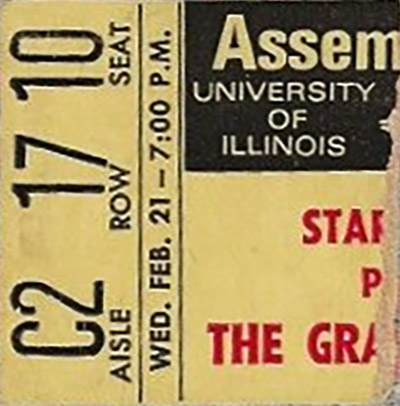 C2 17 10
AISLE ROW SEAT
WED. FEB. 21 — 7:00 P.M.
Assem
UNIVERSITY
OF
ILLINOIS
STAR
P
THE GRA